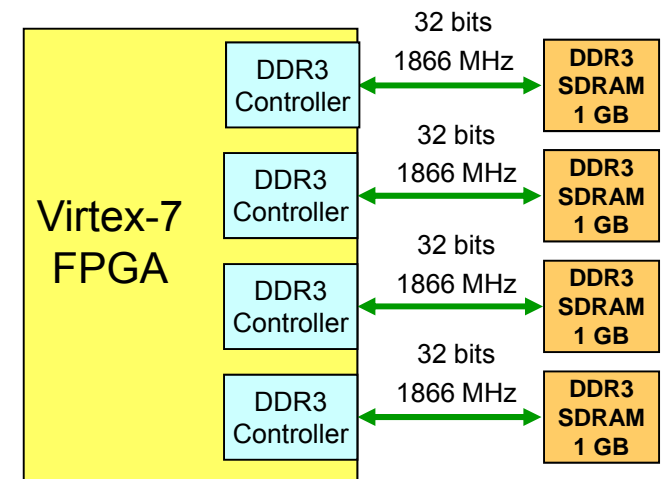 32 bits
1866 MHz
DDR3
Controller
DDR3
SDRAM
1 GB
32 bits
1866 MHz
DDR3
Controller
DDR3
SDRAM
1 GB
Virtex-7
FPGA
32 bits
1866 MHz
DDR3
Controller
DDR3
SDRAM
1 GB
32 bits
1866 MHz
DDR3
Controller
DDR3
SDRAM
1 GB